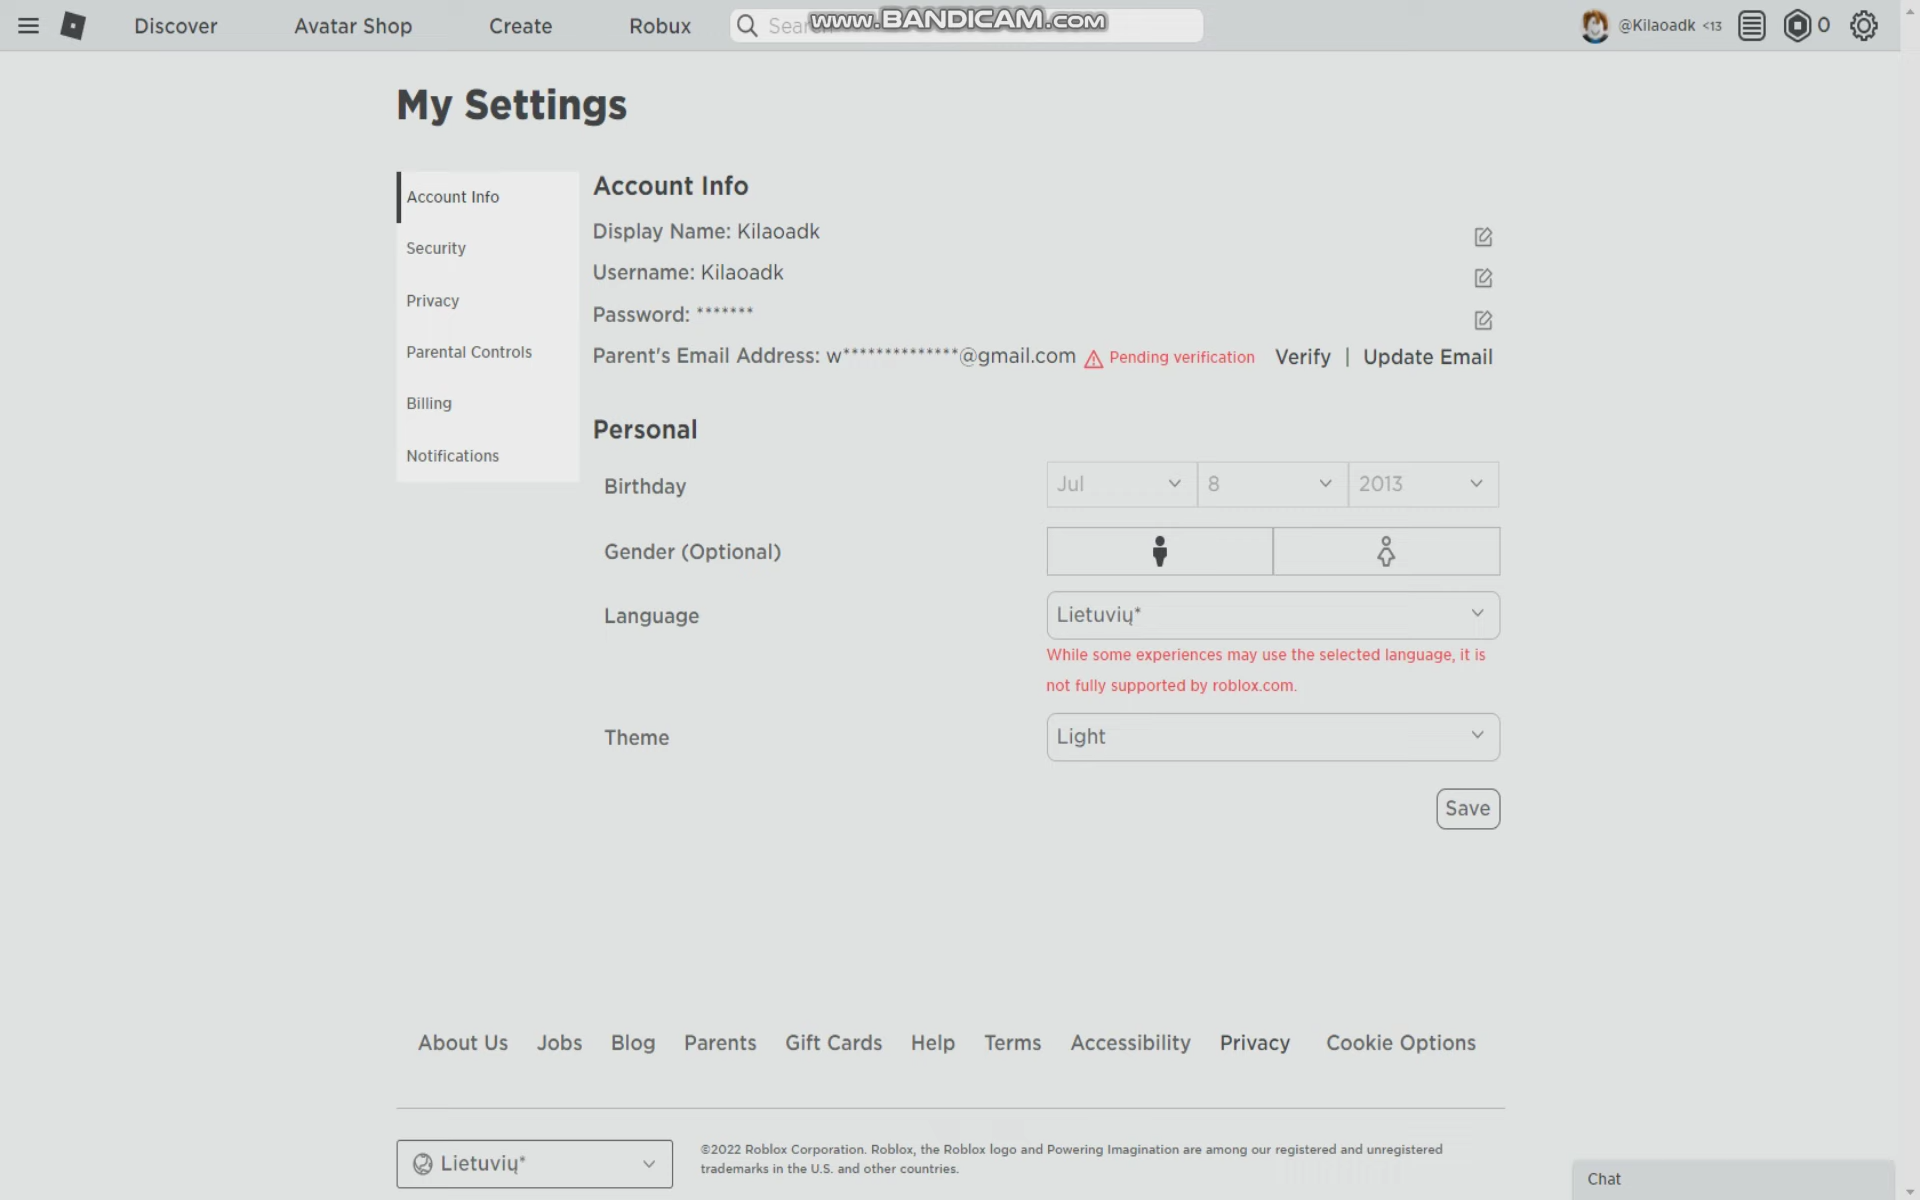 Discover
Avatar Shop
Create
Robux
www.BANDICAM.com
@Kilaoadk <13
0
My Settings
Account Info
Security
Privacy
Parental Controls
Billing
Notifications
Account Info
Display Name: Kilaoadk
Username: Kilaoadk
Password: *******
Parent's Email Address: w**************@gmail.com Pending verification Verify | Update Email
Personal
Birthday
Jul 8 2013
Gender (Optional)
Language
Lietuvių*
While some experiences may use the selected language, it is
not fully supported by roblox.com.
Theme
Light
Save
About Us Jobs Blog Parents Gift Cards Help Terms Accessibility Privacy Cookie Options
Lietuvių*
©2022 Roblox Corporation. Roblox, the Roblox logo and Powering Imagination are among our registered and unregistered
trademarks in the U.S. and other countries.
Chat